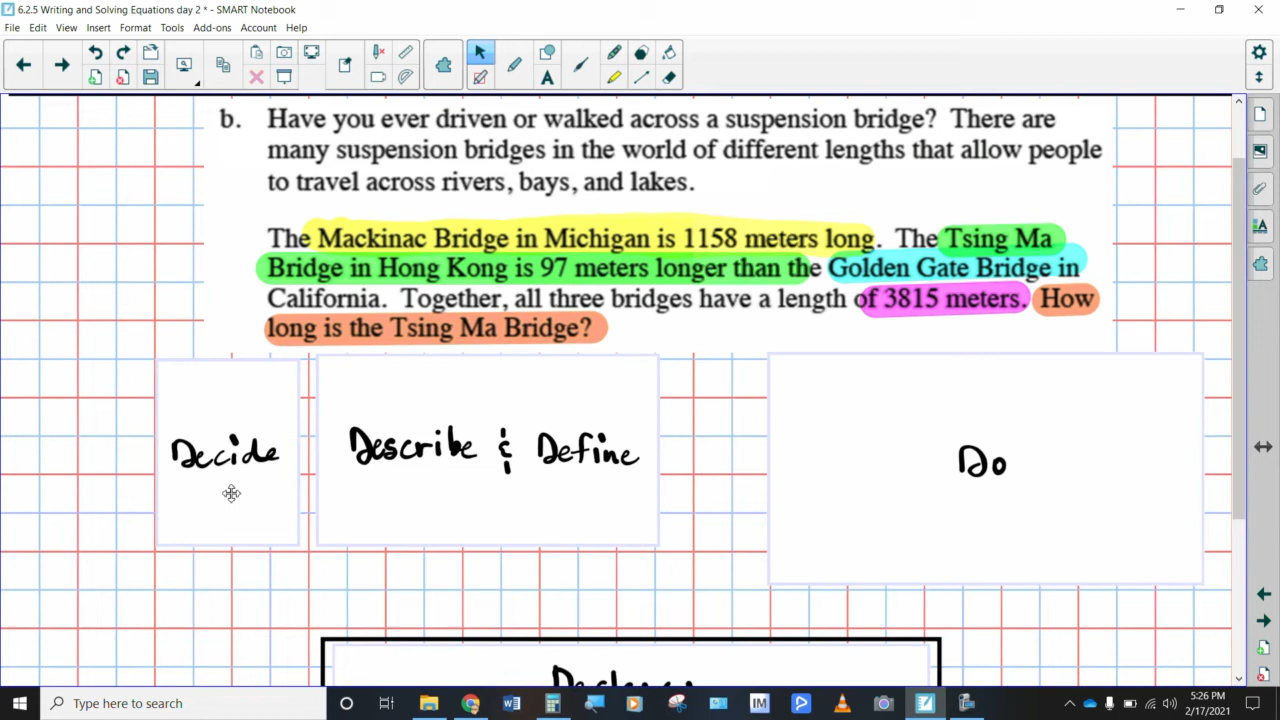 6.2.5 Writing and Solving Equations day 2 * - SMART Notebook
File Edit View Insert Format Tools Add-ons Account Help
b. Have you ever driven or walked across a suspension bridge? There are
many suspension bridges in the world of different lengths that allow people
to travel across rivers, bays, and lakes.
The Mackinac Bridge in Michigan is 1158 meters long. The Tsing Ma
Bridge in Hong Kong is 97 meters longer than the Golden Gate Bridge in
California. Together, all three bridges have a length of 3815 meters. How
long is the Tsing Ma Bridge?
Decide
Describe & Define
Do
Type here to search
5:26 PM
2/17/2021